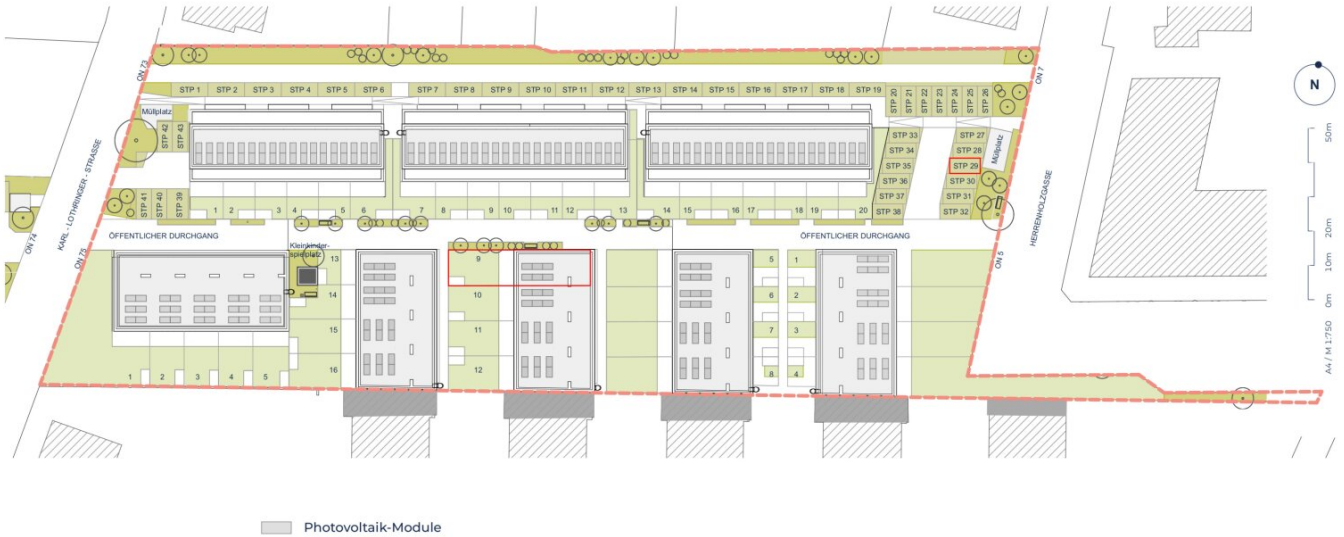 ON 73
ON 7
N
STP 1 STP 2 STP 3 STP 4 STP 5 STP 6 STP 7 STP 8 STP 9 STP 10 STP 11 STP 12 STP 13 STP 14 STP 15 STP 16 STP 17 STP 18 STP 19 STP 20 STP 21 STP 22 STP 23 STP 24 STP 25 STP 26
Müllplatz
STP 42 STP 43
STP 33 STP 27
STP 34 STP 28
Müllplatz
STP 35 STP 29
STP 36 STP 30
STP 37 STP 31
STP 38 STP 32
KARL - LOTHRINGER - STRASSE
HERRENHOLZGASSE
STP 41 STP 40 STP 39
1 2 3 4 5 6 7 8 9 10 11 12 13 14 15 16 17 18 19 20
ON 74
ON 75
ON 5
ÖFFENTLICHER DURCHGANG
ÖFFENTLICHER DURCHGANG
Kleinkinder-
spielplatz
13 9 5 1
14 10 6 2
15 11 7 3
16 12 8 4
1 2 3 4 5
50m
20m
10m
0m
A4 / M 1:750
Photovoltaik-Module